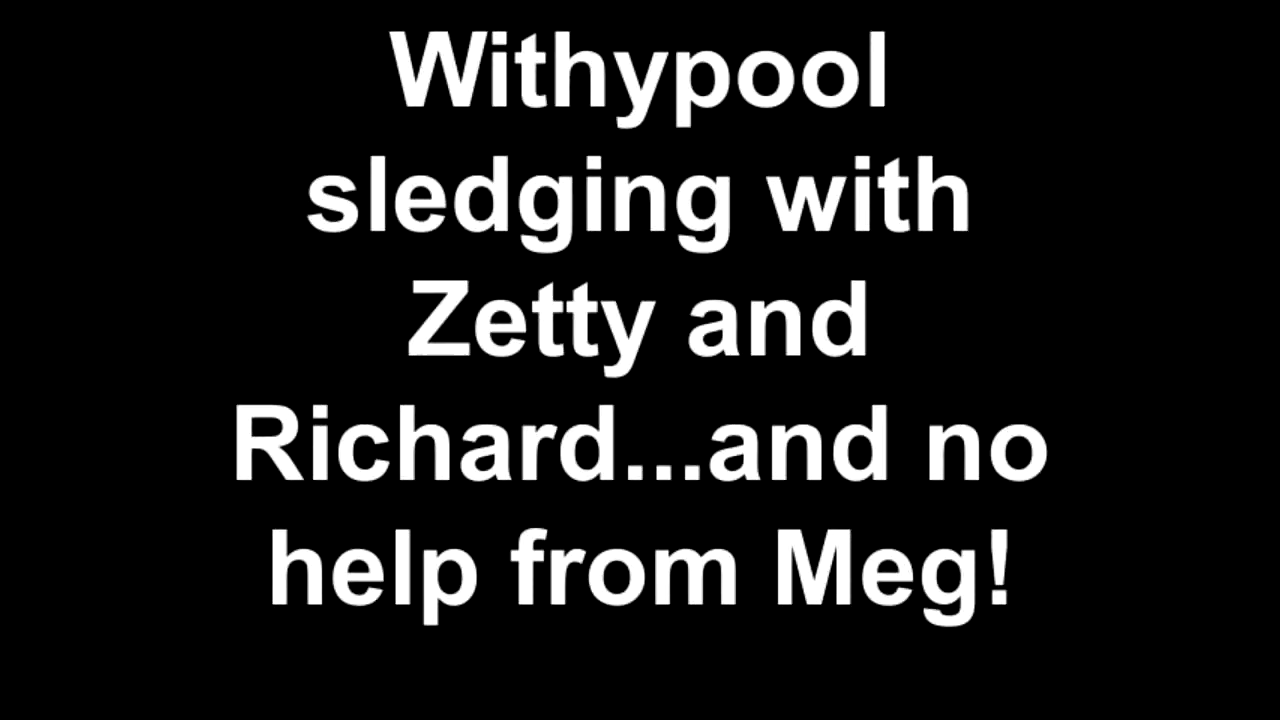 Withypool
sledging with
Zetty and
Richard...and no
help from Meg!